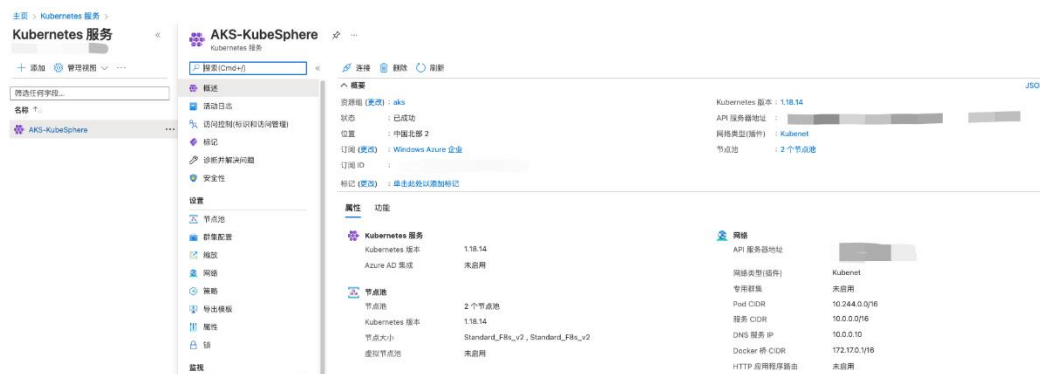 主页 > Kubernetes 服务 >
Kubernetes 服务 «
+ 添加 管理视图 ∨ ···
筛选任何字段...
名称 ↑
AKS-KubeSphere ···
AKS-KubeSphere ···
Kubernetes 服务
搜索(Cmd+/) «
概述
活动日志
访问控制(标识和访问管理)
标记
诊断并解决问题
安全性
设置
节点池
群集配置
缩放
网络
策略
导出模板
属性
锁
监视
连接 删除 刷新
概要 JSO
资源组 (更改) : aks
状态 : 已成功
位置 : 中国北部 2
订阅 (更改) : Windows Azure 企业
订阅 ID :
标记 (更改) : 单击此处以添加标记
Kubernetes 版本 : 1.18.14
API 服务器地址 :
网络类型(插件) : Kubenet
节点池 : 2 个节点池
属性 功能
Kubernetes 服务
Kubernetes 版本 1.18.14
Azure AD 集成 未启用
节点池
节点池 2 个节点池
Kubernetes 版本 1.18.14
节点大小 Standard_F8s_v2 , Standard_F8s_v2
虚拟节点池 未启用
网络
API 服务器地址
网络类型(插件) Kubenet
专用群集 未启用
Pod CIDR 10.244.0.0/16
服务 CIDR 10.0.0.0/16
DNS 服务 IP 10.0.0.10
Docker 桥 CIDR 172.17.0.1/16
HTTP 应用程序路由 未启用